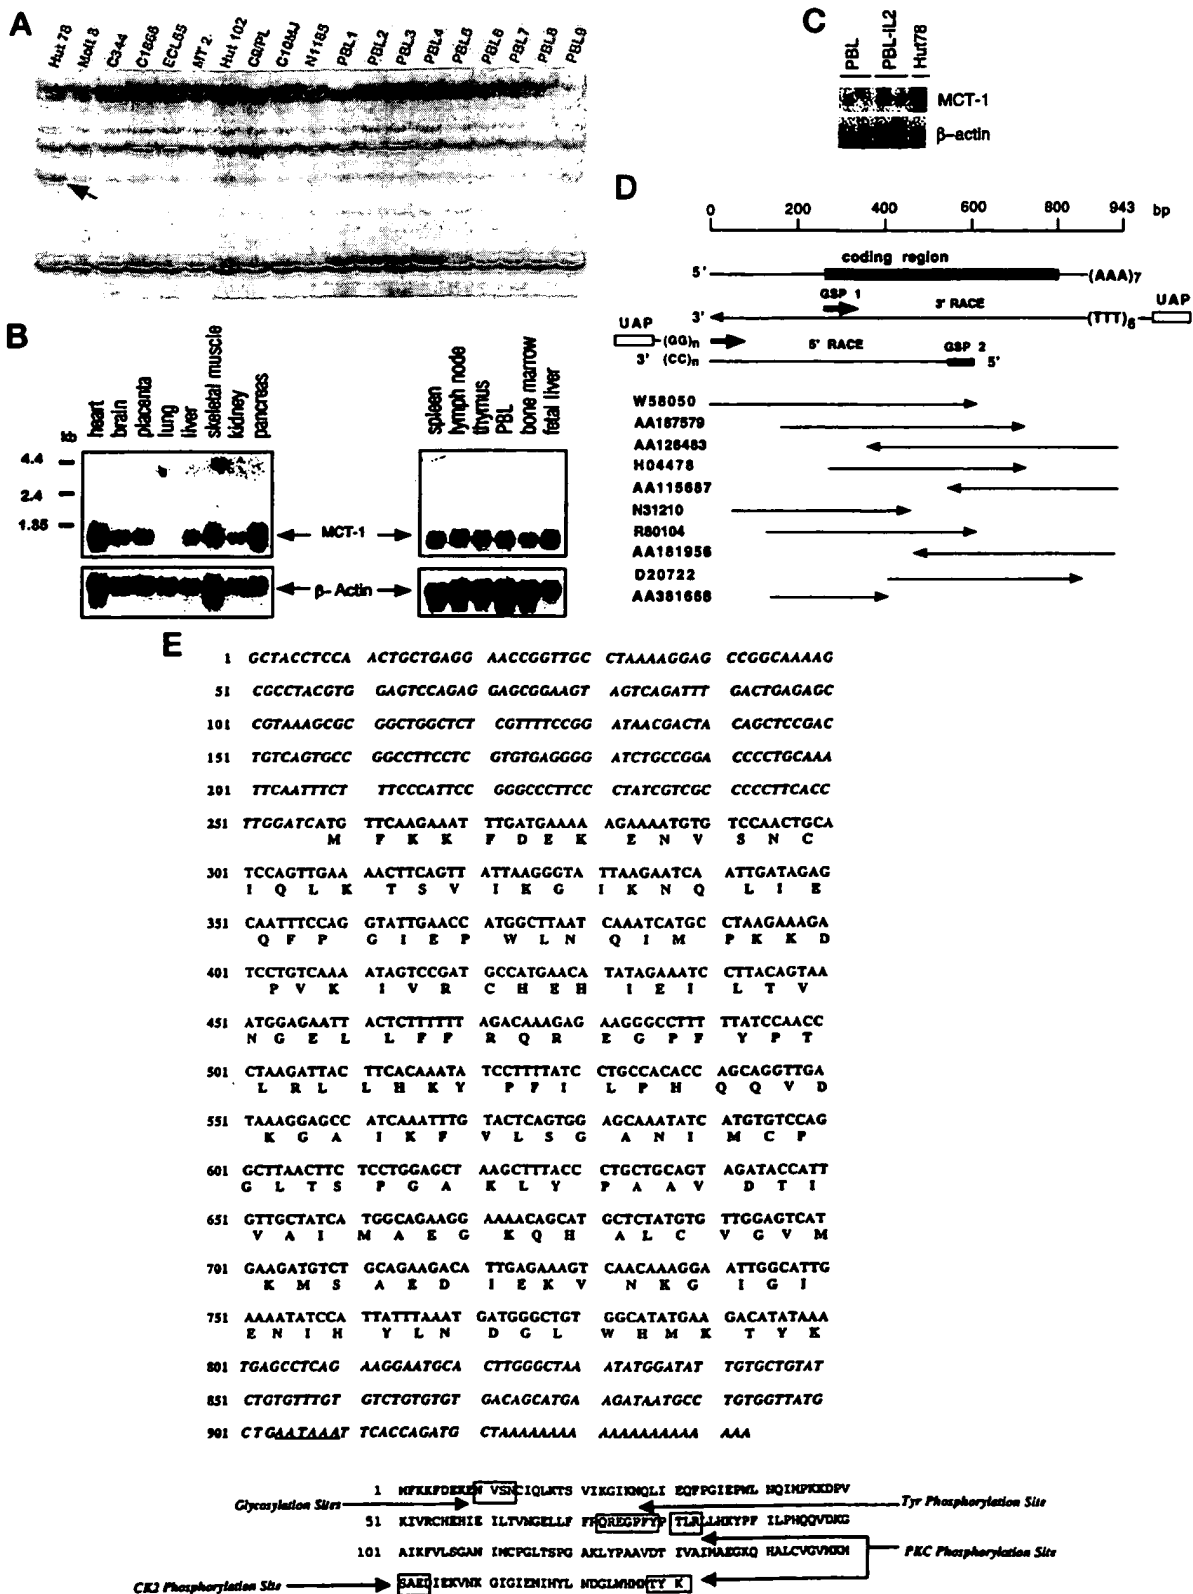 A
Hut 78
Molt 3
C344
MT 2
Hut 102
N1185
PBL1
PBL2
PBL3
PBL4
PBL5
PBL6
PBL7
PBL8
PBL9
C
PBL
PBL-IL2
Hut78
MCT-1
β-actin
D
0 200 400 600 800 943 bp
coding region
5' (AAA)7
GSP 1
3' RACE
UAP
3' (TTT)6
UAP
(GG)n
5' RACE
GSP 2
3' (CC)n 5'
W58050
AA187579
AA126483
H04478
AA115687
N31210
R80104
AA181956
D20722
AA381668
B
heart
brain
placenta
lung
liver
skeletal muscle
kidney
pancreas
spleen
lymph node
thymus
PBL
bone marrow
fetal liver
kb
4.4
2.4
1.35
MCT-1
β-Actin
E
1 GCTACCTCCA ACTGCTGAGG AACCGGTTGC CTAAAAGGAG CCGGCAAAAG
51 CGCCTACGTG GAGTCCAGAG GAGCGGAAGT AGTCAGATTT GACTGAGAGC
101 CGTAAAGCGC GGCTGGCTCT CGTTTTCCGG ATAACGACTA CAGCTCCGAC
151 TGTCAGTGCC GGCCTTCCTC GTGTGAGGGG ATCTGCCGGA CCCCTGCAAA
201 TTCAATTTCT TTCCCATTCC GGGCCCTTCC CTATCGTCGC CCCCTTCACC
251 TTGGATCATG TTCAAGAAAT TTGATGAAAA AGAAAATGTG TCCAACTGCA
M F K K F D E K E N V S N C
301 TCCAGTTGAA AACTTCAGTT ATTAAGGGTA TTAAGAATCA ATTGATAGAG
I Q L K T S V I K G I K N Q L I E
351 CAATTTCCAG GTATTGAACC ATGGCTTAAT CAAATCATGC CTAAGAAAGA
Q F P G I E P W L N Q I M P K K D
401 TCCTGTCAAA ATAGTCCGAT GCCATGAACA TATAGAAATC CTTACAGTAA
P V K I V R C H E H I E I L T V
451 ATGGAGAATT ACTCTTTTTT AGACAAAGAG AAGGGCCTTT TTATCCAACC
N G E L L F F R Q R E G P F Y P T
501 CTAAGATTAC TTCACAAATA TCCTTTTATC CTGCCACACC AGCAGGTTGA
L R L L H K Y P F I L P H Q Q V D
551 TAAAGGAGCC ATCAAATTTG TACTCAGTGG AGCAAATATC ATGTGTCCAG
K G A I K F V L S G A N I M C P
601 GCTTAACTTC TCCTGGAGCT AAGCTTTACC CTGCTGCAGT AGATACCATT
G L T S P G A K L Y P A A V D T I
651 GTTGCTATCA TGGCAGAAGG AAAACAGCAT GCTCTATGTG TTGGAGTCAT
V A I M A E G K Q H A L C V G V M
701 GAAGATGTCT GCAGAAGACA TTGAGAAAGT CAACAAAGGA ATTGGCATTG
K M S A E D I E K V N K G I G I
751 AAAATATCCA TTATTTAAAT GATGGGCTGT GGCATATGAA GACATATAAA
E N I H Y L N D G L W H M K T Y K
801 TGAGCCTCAG AAGGAATGCA CTTGGGCTAA ATATGGATAT TGTGCTGTAT
851 CTGTGTTTGT GTCTGTGTGT GACAGCATGA AGATAATGCC TGTGGTTATG
901 CTGAATAAAT TCACCAGATG CTAAAAAAAA AAAAAAAAAA AAA
1 MFKKFDEKEN VSNCIQLKTS VIKGIKNQLI EQFPGIEPWL NQIMPKKDPV
Glycosylation Sites
Tyr Phosphorylation Site
51 KIVRCHEHIE ILTVNGELLF FRQREGPFYP TLRLLHKYPF ILPHQQVDKG
101 AIKFVLSGAN IMCPGLTSPG AKLYPAAVDT IVAIMAEGKQ HALCVGVMKM
PKC Phosphorylation Site
CK2 Phosphorylation Site
SAEDIEKVNK GIGIENIHYL NDGLWHMKTY K